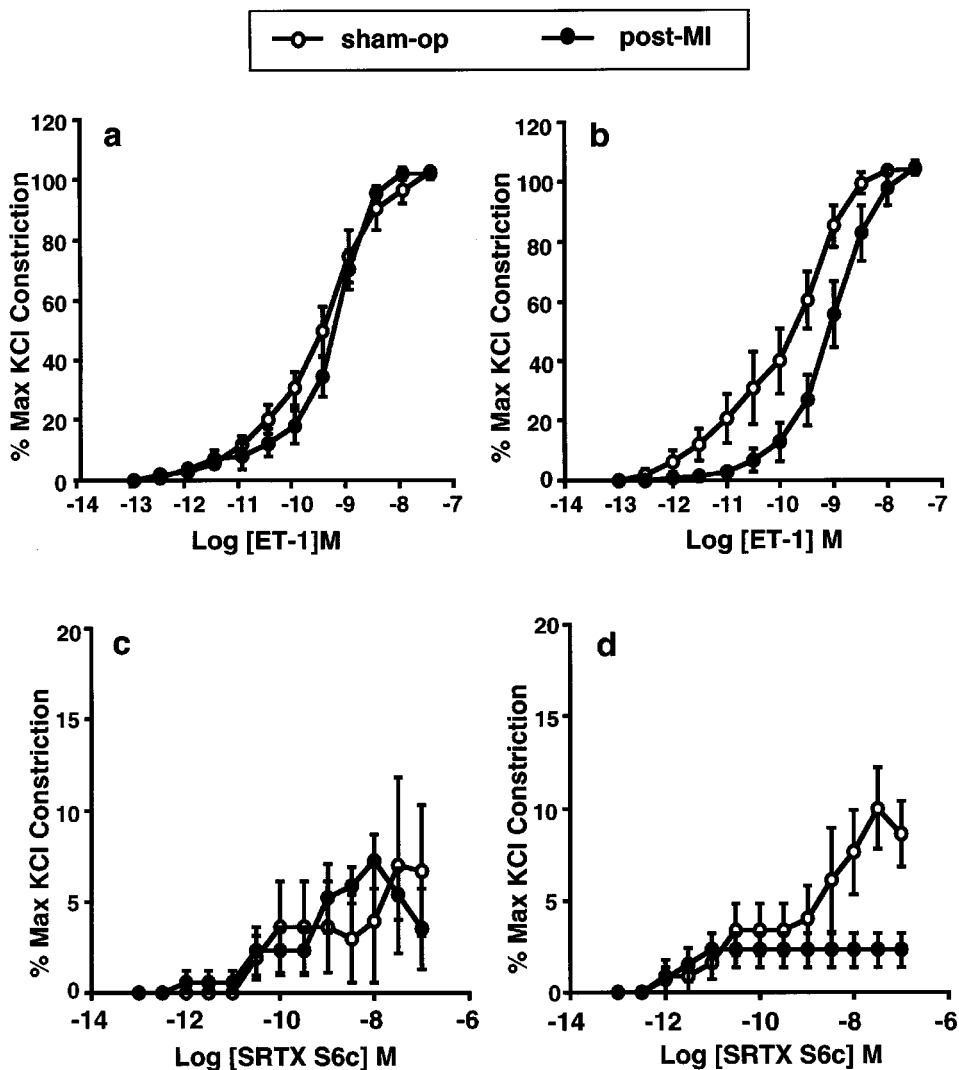 sham-op post-MI
a
% Max KCl Constriction
120
100
80
60
40
20
0
-14 -13 -12 -11 -10 -9 -8 -7
Log [ET-1]M
b
% Max KCl Constriction
120
100
80
60
40
20
0
-14 -13 -12 -11 -10 -9 -8 -7
Log [ET-1] M
c
% Max KCl Constriction
20
15
10
5
0
-14 -12 -10 -8 -6
Log [SRTX S6c] M
d
% Max KCl Constriction
20
15
10
5
0
-14 -12 -10 -8 -6
Log [SRTX S6c] M